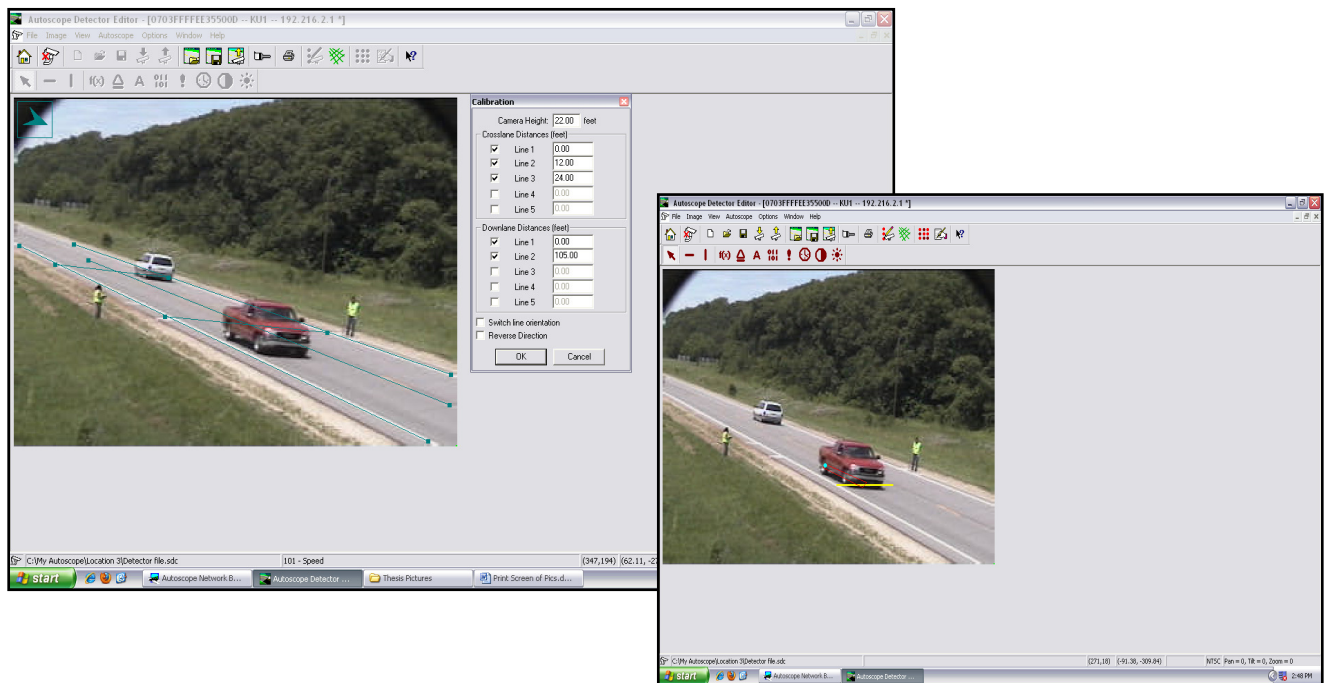 Autoscope Detector Editor - [0703FFFFEE35500D -- KU1 -- 192.216.2.1 *]
File Image View Autoscope Options Window Help
f(x) A 011 101 !
Calibration
Camera Height: 22.00 feet
Crosslane Distances (feet)
Line 1 0.00
Line 2 12.00
Line 3 24.00
Line 4 0.00
Line 5 0.00
Downlane Distances (feet)
Line 1 0.00
Line 2 105.00
Line 3 0.00
Line 4 0.00
Line 5 0.00
Switch line orientation
Reverse Direction
OK Cancel
C:\My Autoscope\Location 3\Detector file.sdc 101 - Speed (347,194) (62.11,
start Autoscope Network B... Autoscope Detector ... Thesis Pictures Print Screen of Pics.d...
Autoscope Detector Editor - [0703FFFFEE35500D -- KU1 -- 192.216.2.1 *]
File Image View Autoscope Options Window Help
f(x) A 011 101 !
C:\My Autoscope\Location 3\Detector file.sdc (271,18) (-91.38, -309.84) NTSC Pan = 0, Tilt = 0, Zoom = 0
start Autoscope Network B... Autoscope Detector ... 2:48 PM